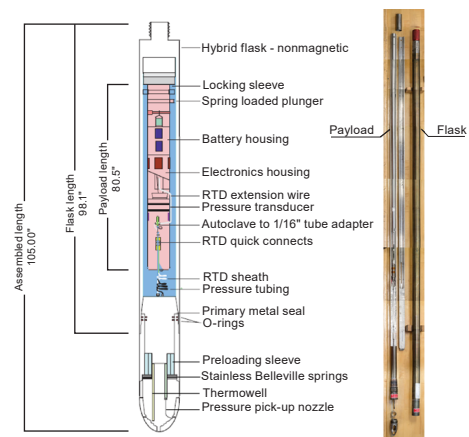 Hybrid flask - nonmagnetic
Locking sleeve
Spring loaded plunger
Battery housing
Electronics housing
RTD extension wire
Pressure transducer
Autoclave to 1/16" tube adapter
RTD quick connects
RTD sheath
Pressure tubing
Primary metal seal
O-rings
Preloading sleeve
Stainless Belleville springs
Thermowell
Pressure pick-up nozzle
Assembled length
105.00"
Flask length
98.1"
Payload length
80.5"
Payload
Flask